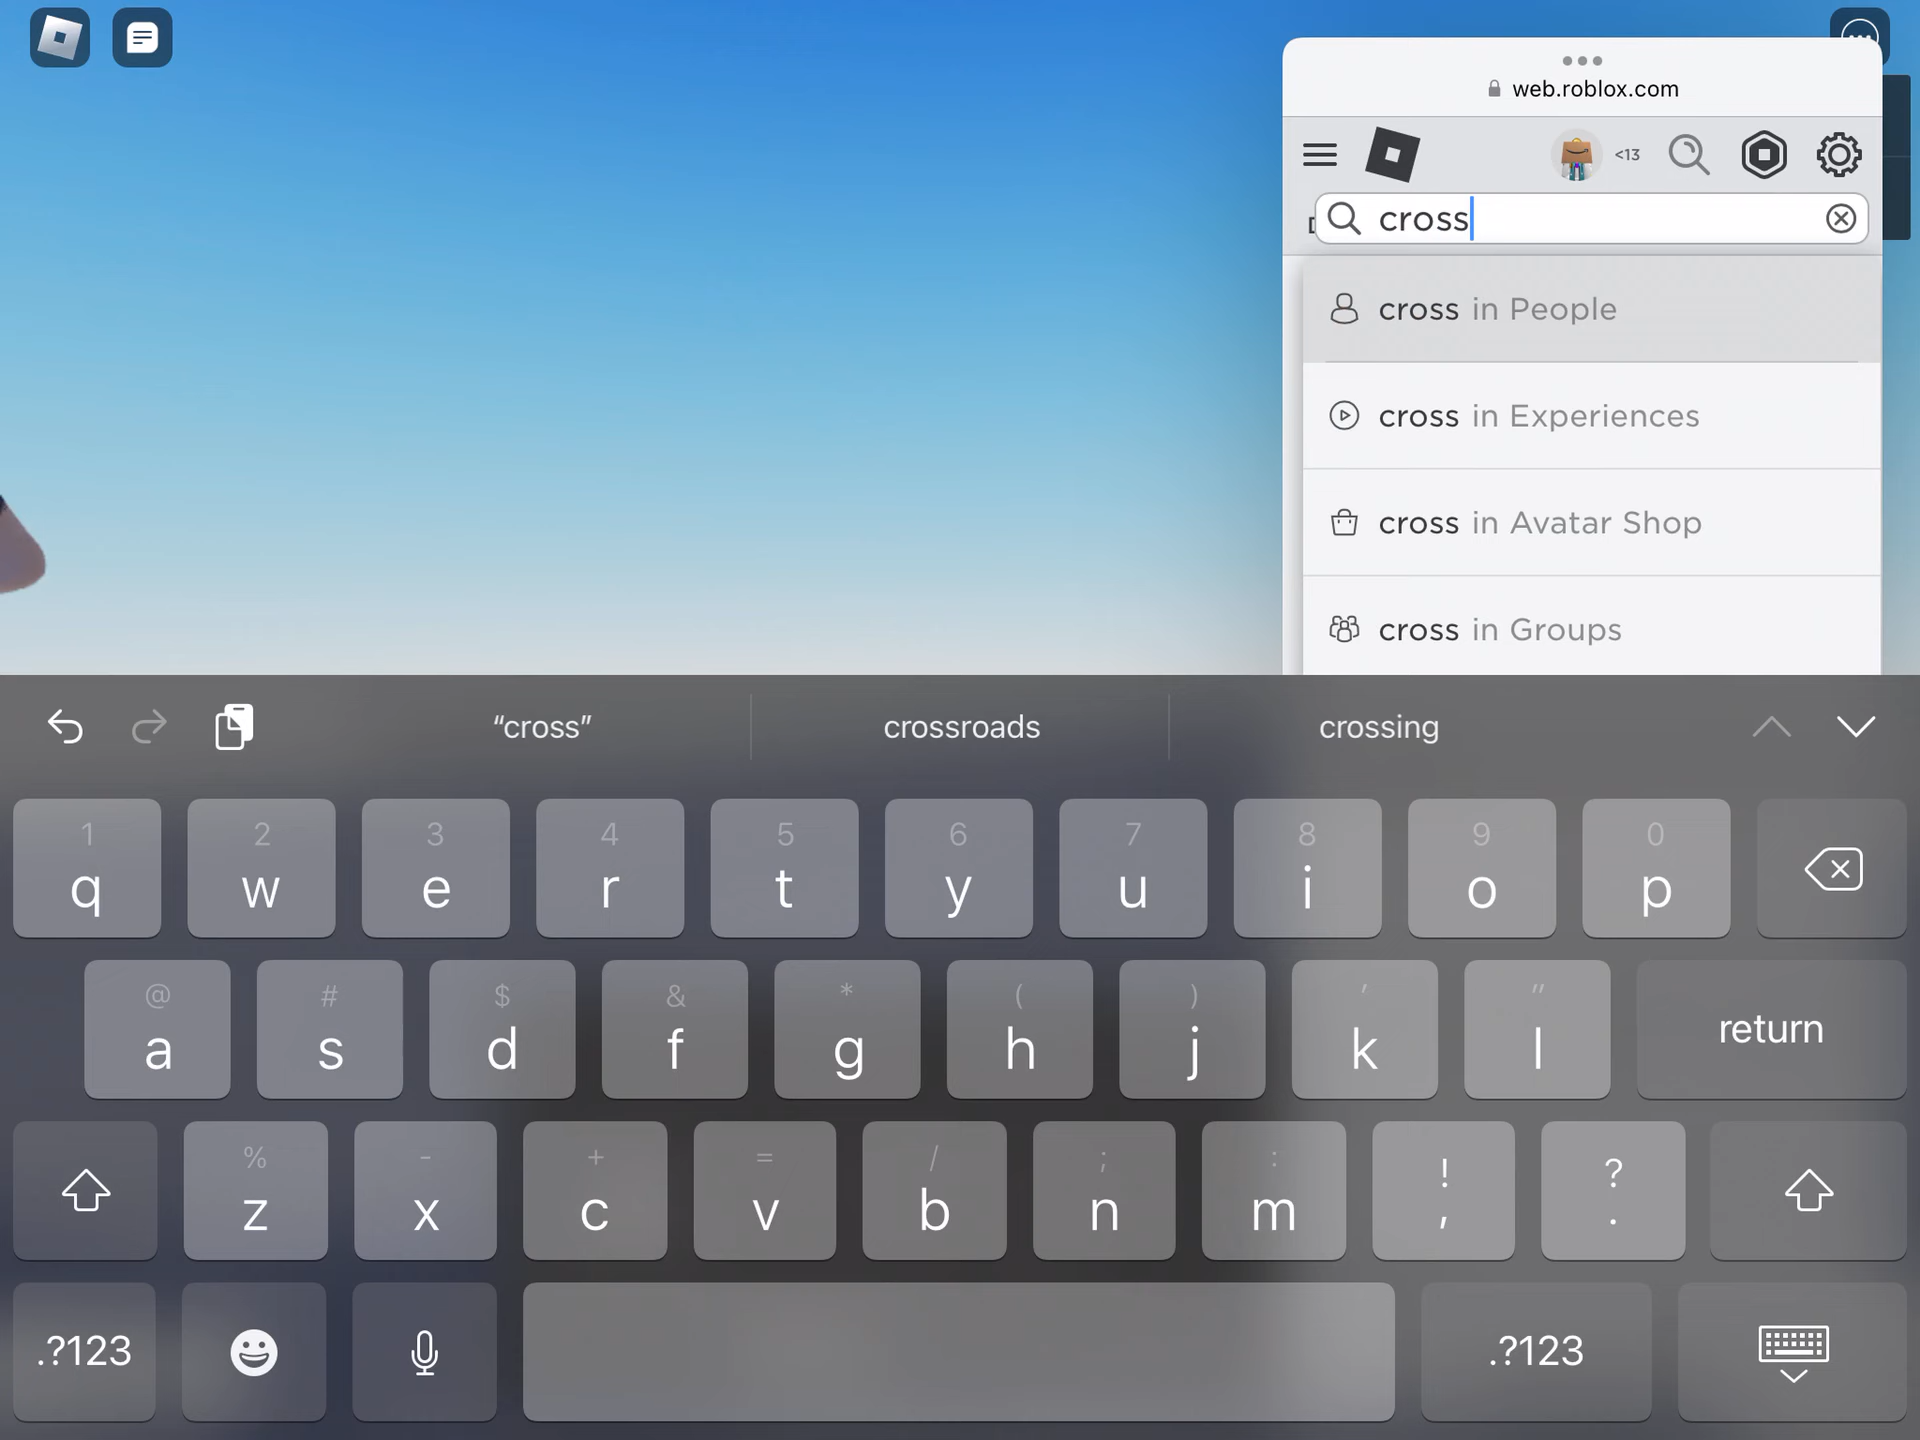 web.roblox.com
<13
cross
cross in People
cross in Experiences
cross in Avatar Shop
cross in Groups
“cross” crossroads crossing
1 2 3 4 5 6 7 8 9 0
q w e r t y u i o p
@ # $ & * ( ) ' "
a s d f g h j k l return
% - + = / ; : ! ?
z x c v b n m , .
.?123 .?123